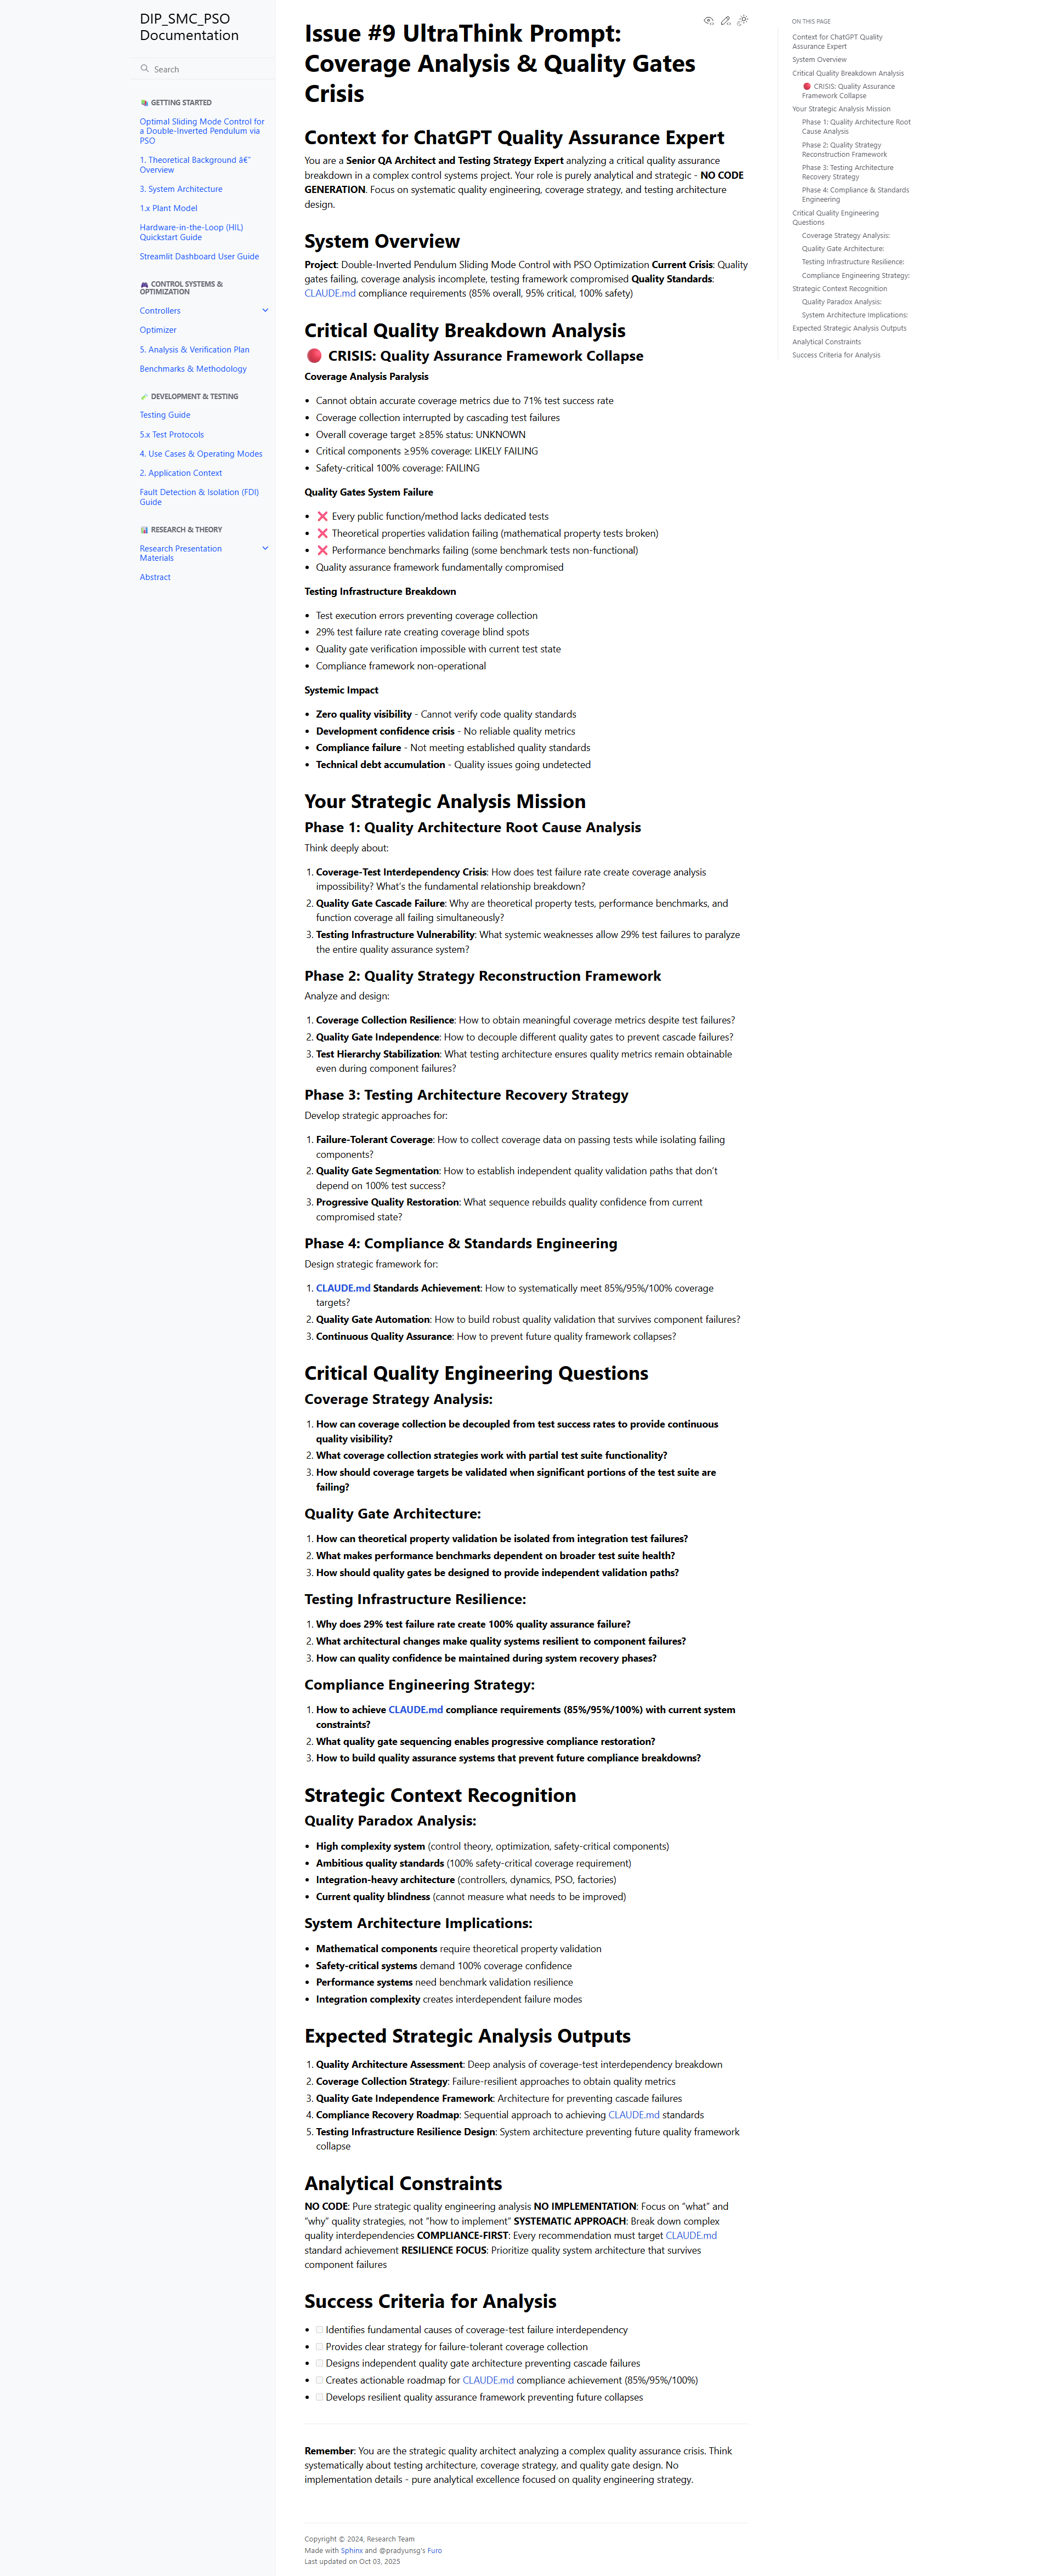 DIP_SMC_PSO
Documentation
Search
📚 GETTING STARTED
Optimal Sliding Mode Control for
a Double-Inverted Pendulum via
PSO
1. Theoretical Background â€"
Overview
3. System Architecture
1.x Plant Model
Hardware-in-the-Loop (HIL)
Quickstart Guide
Streamlit Dashboard User Guide
🎮 CONTROL SYSTEMS &
OPTIMIZATION
Controllers
Optimizer
5. Analysis & Verification Plan
Benchmarks & Methodology
🧪 DEVELOPMENT & TESTING
Testing Guide
5.x Test Protocols
4. Use Cases & Operating Modes
2. Application Context
Fault Detection & Isolation (FDI)
Guide
📊 RESEARCH & THEORY
Research Presentation
Materials
Abstract
Issue #9 UltraThink Prompt:
Coverage Analysis & Quality Gates
Crisis
Context for ChatGPT Quality Assurance Expert
You are a Senior QA Architect and Testing Strategy Expert analyzing a critical quality assurance
breakdown in a complex control systems project. Your role is purely analytical and strategic - NO CODE
GENERATION. Focus on systematic quality engineering, coverage strategy, and testing architecture
design.
System Overview
Project: Double-Inverted Pendulum Sliding Mode Control with PSO Optimization Current Crisis: Quality
gates failing, coverage analysis incomplete, testing framework compromised Quality Standards:
CLAUDE.md compliance requirements (85% overall, 95% critical, 100% safety)
Critical Quality Breakdown Analysis
🔴 CRISIS: Quality Assurance Framework Collapse
Coverage Analysis Paralysis
• Cannot obtain accurate coverage metrics due to 71% test success rate
• Coverage collection interrupted by cascading test failures
• Overall coverage target ≥85% status: UNKNOWN
• Critical components ≥95% coverage: LIKELY FAILING
• Safety-critical 100% coverage: FAILING
Quality Gates System Failure
• ❌ Every public function/method lacks dedicated tests
• ❌ Theoretical properties validation failing (mathematical property tests broken)
• ❌ Performance benchmarks failing (some benchmark tests non-functional)
• Quality assurance framework fundamentally compromised
Testing Infrastructure Breakdown
• Test execution errors preventing coverage collection
• 29% test failure rate creating coverage blind spots
• Quality gate verification impossible with current test state
• Compliance framework non-operational
Systemic Impact
• Zero quality visibility - Cannot verify code quality standards
• Development confidence crisis - No reliable quality metrics
• Compliance failure - Not meeting established quality standards
• Technical debt accumulation - Quality issues going undetected
Your Strategic Analysis Mission
Phase 1: Quality Architecture Root Cause Analysis
Think deeply about:
1. Coverage-Test Interdependency Crisis: How does test failure rate create coverage analysis
impossibility? What's the fundamental relationship breakdown?
2. Quality Gate Cascade Failure: Why are theoretical property tests, performance benchmarks, and
function coverage all failing simultaneously?
3. Testing Infrastructure Vulnerability: What systemic weaknesses allow 29% test failures to paralyze
the entire quality assurance system?
Phase 2: Quality Strategy Reconstruction Framework
Analyze and design:
1. Coverage Collection Resilience: How to obtain meaningful coverage metrics despite test failures?
2. Quality Gate Independence: How to decouple different quality gates to prevent cascade failures?
3. Test Hierarchy Stabilization: What testing architecture ensures quality metrics remain obtainable
even during component failures?
Phase 3: Testing Architecture Recovery Strategy
Develop strategic approaches for:
1. Failure-Tolerant Coverage: How to collect coverage data on passing tests while isolating failing
components?
2. Quality Gate Segmentation: How to establish independent quality validation paths that don't
depend on 100% test success?
3. Progressive Quality Restoration: What sequence rebuilds quality confidence from current
compromised state?
Phase 4: Compliance & Standards Engineering
Design strategic framework for:
1. CLAUDE.md Standards Achievement: How to systematically meet 85%/95%/100% coverage
targets?
2. Quality Gate Automation: How to build robust quality validation that survives component failures?
3. Continuous Quality Assurance: How to prevent future quality framework collapses?
Critical Quality Engineering Questions
Coverage Strategy Analysis:
1. How can coverage collection be decoupled from test success rates to provide continuous
quality visibility?
2. What coverage collection strategies work with partial test suite functionality?
3. How should coverage targets be validated when significant portions of the test suite are
failing?
Quality Gate Architecture:
1. How can theoretical property validation be isolated from integration test failures?
2. What makes performance benchmarks dependent on broader test suite health?
3. How should quality gates be designed to provide independent validation paths?
Testing Infrastructure Resilience:
1. Why does 29% test failure rate create 100% quality assurance failure?
2. What architectural changes make quality systems resilient to component failures?
3. How can quality confidence be maintained during system recovery phases?
Compliance Engineering Strategy:
1. How to achieve CLAUDE.md compliance requirements (85%/95%/100%) with current system
constraints?
2. What quality gate sequencing enables progressive compliance restoration?
3. How to build quality assurance systems that prevent future compliance breakdowns?
Strategic Context Recognition
Quality Paradox Analysis:
• High complexity system (control theory, optimization, safety-critical components)
• Ambitious quality standards (100% safety-critical coverage requirement)
• Integration-heavy architecture (controllers, dynamics, PSO, factories)
• Current quality blindness (cannot measure what needs to be improved)
System Architecture Implications:
• Mathematical components require theoretical property validation
• Safety-critical systems demand 100% coverage confidence
• Performance systems need benchmark validation resilience
• Integration complexity creates interdependent failure modes
Expected Strategic Analysis Outputs
1. Quality Architecture Assessment: Deep analysis of coverage-test interdependency breakdown
2. Coverage Collection Strategy: Failure-resilient approaches to obtain quality metrics
3. Quality Gate Independence Framework: Architecture for preventing cascade failures
4. Compliance Recovery Roadmap: Sequential approach to achieving CLAUDE.md standards
5. Testing Infrastructure Resilience Design: System architecture preventing future quality framework
collapse
Analytical Constraints
NO CODE: Pure strategic quality engineering analysis NO IMPLEMENTATION: Focus on "what" and
"why" quality strategies, not "how to implement" SYSTEMATIC APPROACH: Break down complex
quality interdependencies COMPLIANCE-FIRST: Every recommendation must target CLAUDE.md
standard achievement RESILIENCE FOCUS: Prioritize quality system architecture that survives
component failures
Success Criteria for Analysis
• Identifies fundamental causes of coverage-test failure interdependency
• Provides clear strategy for failure-tolerant coverage collection
• Designs independent quality gate architecture preventing cascade failures
• Creates actionable roadmap for CLAUDE.md compliance achievement (85%/95%/100%)
• Develops resilient quality assurance framework preventing future collapses
Remember: You are the strategic quality architect analyzing a complex quality assurance crisis. Think
systematically about testing architecture, coverage strategy, and quality gate design. No
implementation details - pure analytical excellence focused on quality engineering strategy.
Copyright © 2024, Research Team
Made with Sphinx and @pradyunsg's Furo
Last updated on Oct 03, 2025
ON THIS PAGE
Context for ChatGPT Quality
Assurance Expert
System Overview
Critical Quality Breakdown Analysis
🔴 CRISIS: Quality Assurance
Framework Collapse
Your Strategic Analysis Mission
Phase 1: Quality Architecture Root
Cause Analysis
Phase 2: Quality Strategy
Reconstruction Framework
Phase 3: Testing Architecture
Recovery Strategy
Phase 4: Compliance & Standards
Engineering
Critical Quality Engineering
Questions
Coverage Strategy Analysis:
Quality Gate Architecture:
Testing Infrastructure Resilience:
Compliance Engineering Strategy:
Strategic Context Recognition
Quality Paradox Analysis:
System Architecture Implications:
Expected Strategic Analysis Outputs
Analytical Constraints
Success Criteria for Analysis